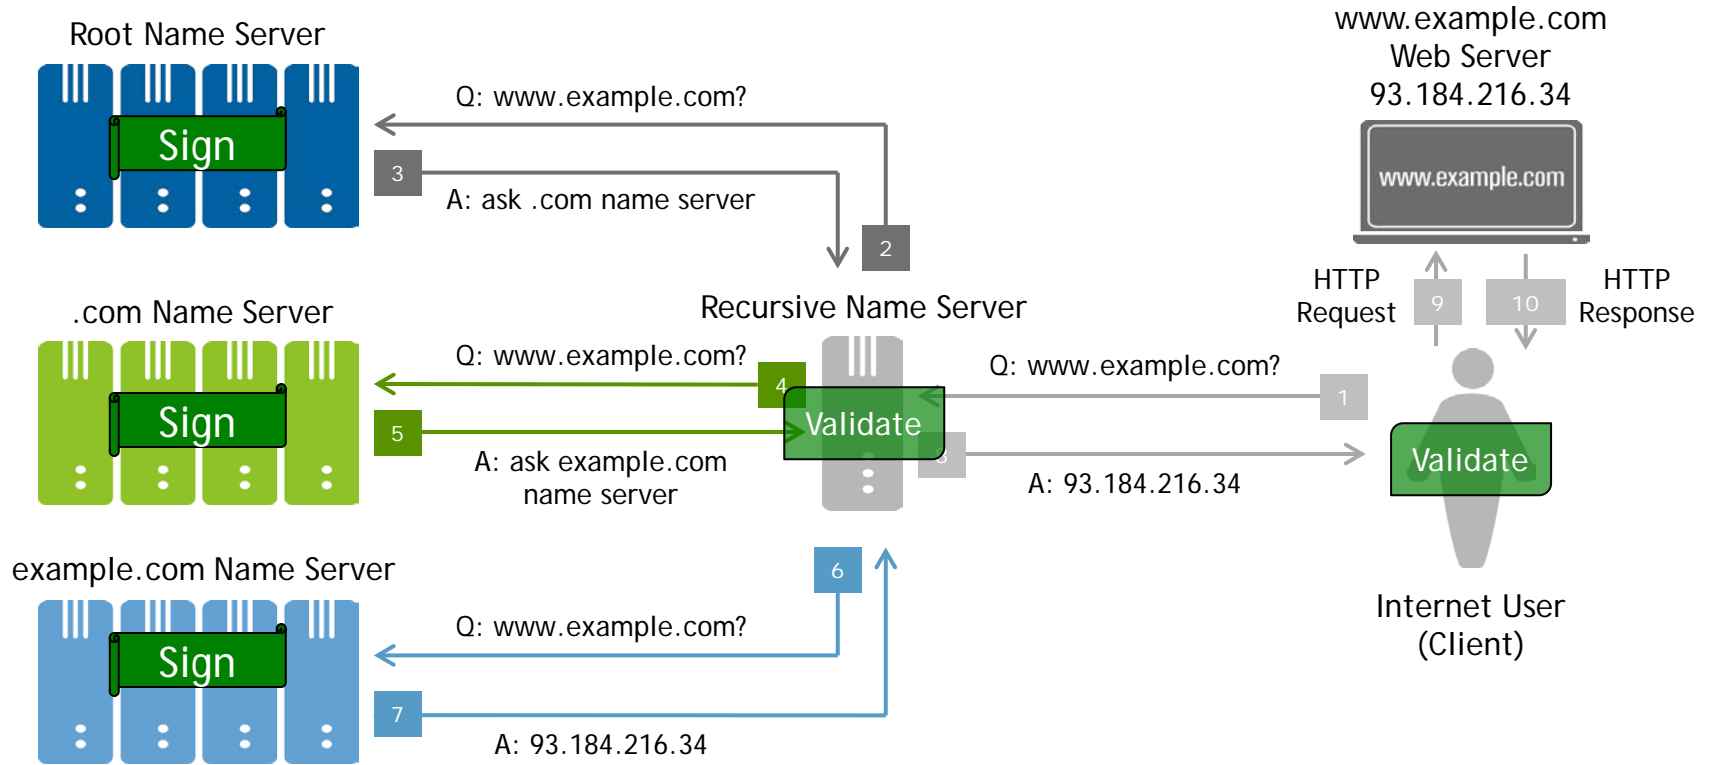 Root Name Server
Sign
Q: www.example.com?
3
A: ask .com name server
2
www.example.com
Web Server
93.184.216.34
www.example.com
HTTP
Request
9
10
HTTP
Response
.com Name Server
Sign
Q: www.example.com?
4
5
A: ask example.com
name server
Recursive Name Server
Validate
Q: www.example.com?
1
8
A: 93.184.216.34
Validate
Internet User
(Client)
example.com Name Server
Sign
6
Q: www.example.com?
7
A: 93.184.216.34